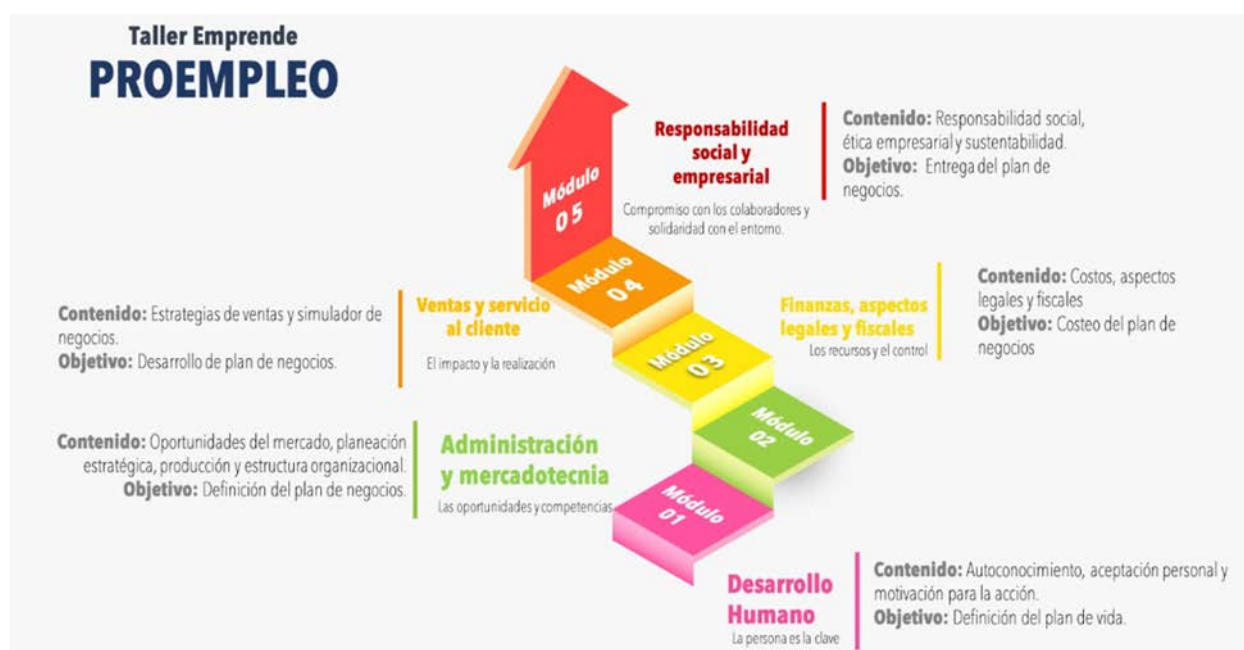 Taller Emprende
PROEMPLEO
Responsabilidad
social y
empresarial
Compromiso con los colaboradores y
solidaridad con el entorno.
Contenido: Responsabilidad social,
ética empresarial y sustentabilidad.
Objetivo: Entrega del plan de
negocios.
Módulo
05
Contenido: Estrategias de ventas y simulador de
negocios.
Objetivo: Desarrollo de plan de negocios.
Ventas y servicio
al cliente
El impacto y la realización
Módulo
04
Finanzas, aspectos
legales y fiscales
Los recursos y el control
Contenido: Costos, aspectos
legales y fiscales
Objetivo: Costeo del plan de
negocios
Módulo
03
Contenido: Oportunidades del mercado, planeación
estratégica, producción y estructura organizacional.
Objetivo: Definición del plan de negocios.
Administración
y mercadotecnia
Las oportunidades y competencias
Módulo
02
Módulo
01
Desarrollo
Humano
La persona es la clave
Contenido: Autoconocimiento, aceptación personal y
motivación para la acción.
Objetivo: Definición del plan de vida.